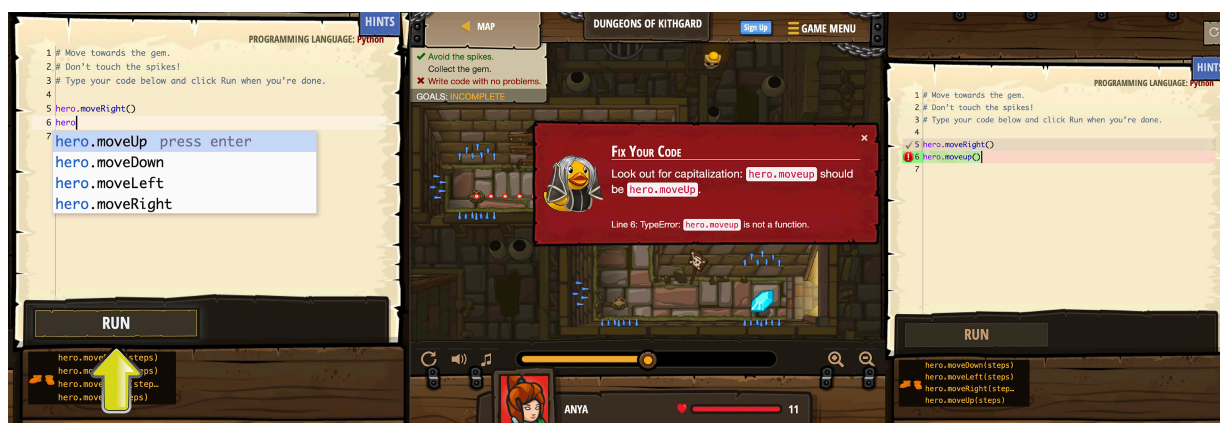 HINTS
PROGRAMMING LANGUAGE: Python
1 # Move towards the gem.
2 # Don't touch the spikes!
3 # Type your code below and click Run when you're done.
4
5 hero.moveRight()
6 hero
7
hero.moveUp press enter
hero.moveDown
hero.moveLeft
hero.moveRight
RUN
(steps)
eps)
(step…
ps)
MAP
DUNGEONS OF KITHGARD
Sign Up
GAME MENU
Avoid the spikes.
Collect the gem.
Write code with no problems.
GOALS: INCOMPLETE
FIX YOUR CODE
×
Look out for capitalization: hero.moveup should
be hero.moveUp.
Line 6: TypeError: hero.moveup is not a function.
ANYA
11
HINTS
PROGRAMMING LANGUAGE: Python
1 # Move towards the gem.
2 # Don't touch the spikes!
3 # Type your code below and click Run when you're done.
4
5 hero.moveRight()
6 hero.moveup()
7
RUN
hero.moveDown(steps)
hero.moveLeft(steps)
hero.moveRight(step…
hero.moveUp(steps)